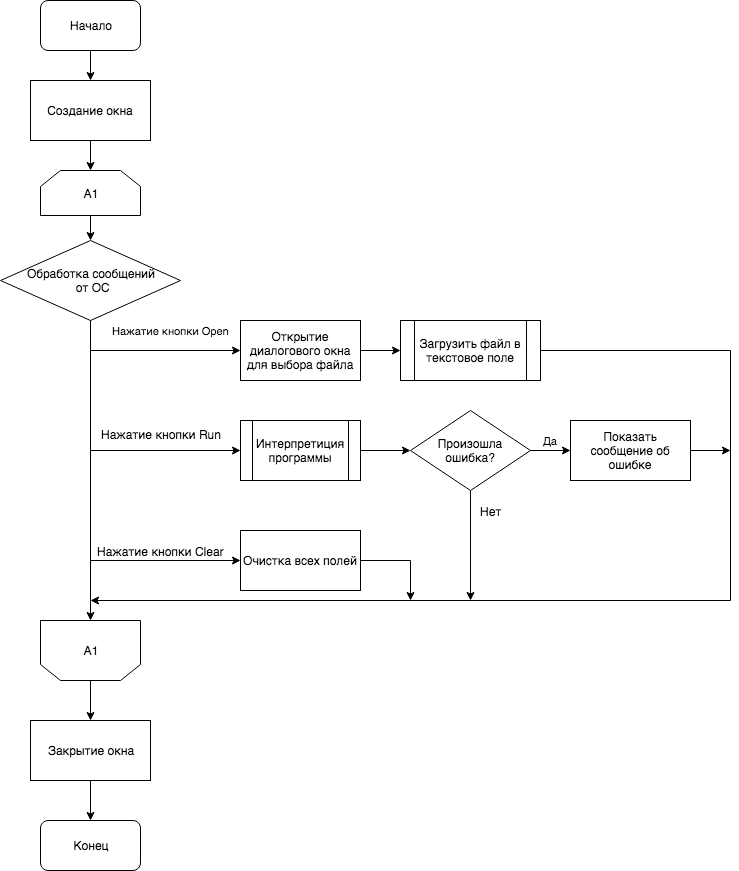 Начало
Создание окна
A1
Обработка сообщений
от ОС
Нажатие кнопки Open
Открытие
диалогового окна
для выбора файла
Загрузить файл в
текстовое поле
Нажатие кнопки Run
Интерпретиция
программы
Произошла
ошибка?
Да
Показать
сообщение об
ошибке
Нет
Нажатие кнопки Clear
Очистка всех полей
A1
Закрытие окна
Конец